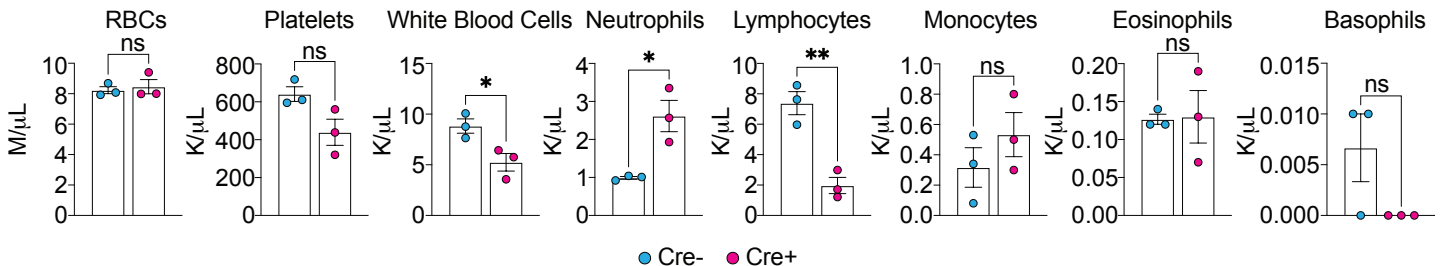 RBCs
ns
10
8
6
4
2
0
M/μL
Platelets
ns
800
600
400
200
0
K/μL
White Blood Cells
*
15
10
5
0
K/μL
Neutrophils
*
4
3
2
1
0
K/μL
Lymphocytes
**
10
8
6
4
2
0
K/μL
Monocytes
ns
1.0
0.8
0.6
0.4
0.2
0.0
K/μL
Eosinophils
ns
0.20
0.15
0.10
0.05
0.00
K/μL
Basophils
ns
0.015
0.010
0.005
0.000
K/μL
Cre- Cre+